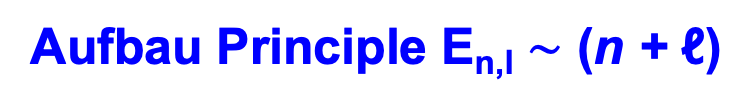 Aufbau Principle Eₙ,ₗ ~ (n + ℓ)